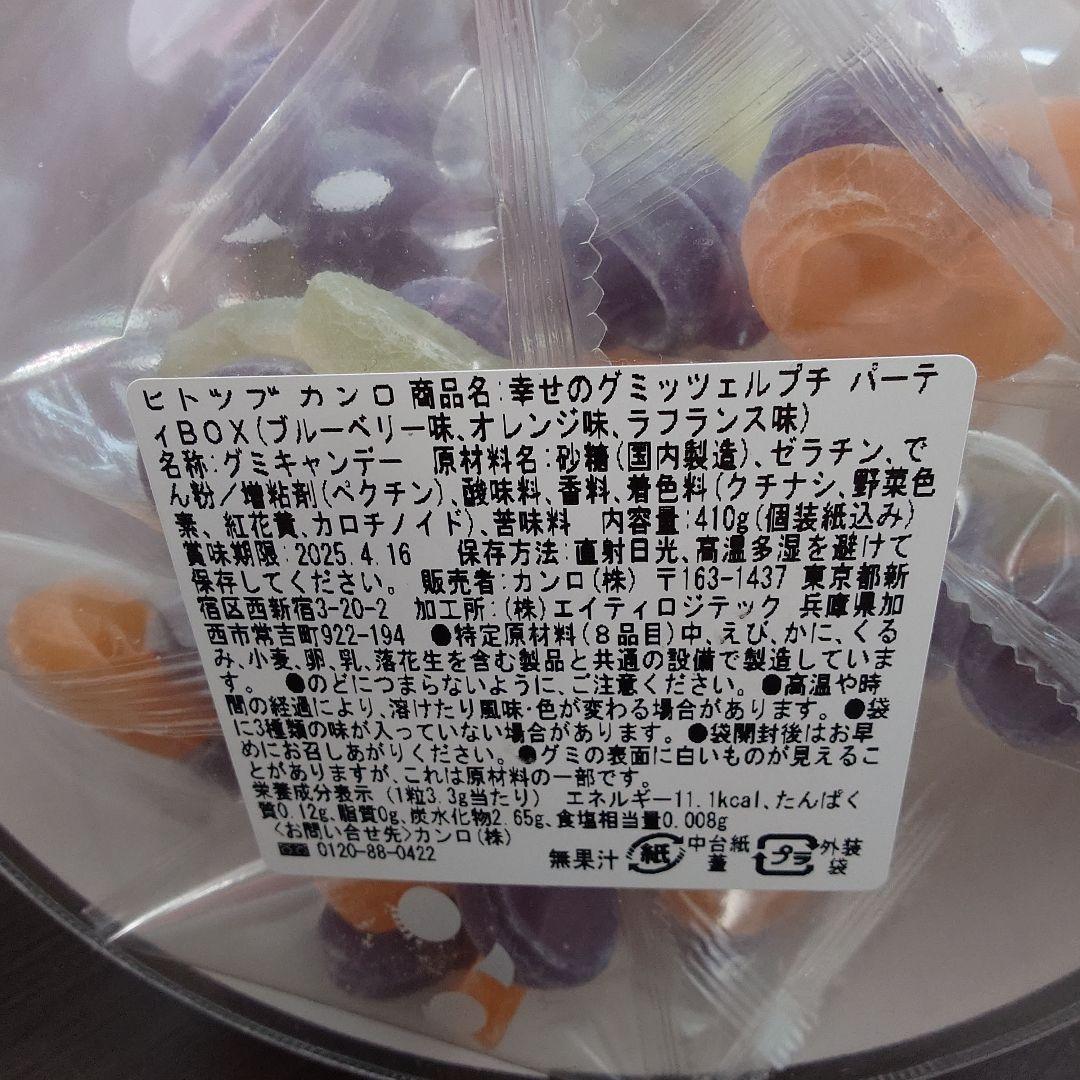 ヒトツブ カンロ 商品名:幸せのグミッツェルプチ パーテ
ィBOX(ブルーベリー味、オレンジ味、ラフランス味)
名称:グミキャンデー 原材料名:砂糖(国内製造)、ゼラチン、で
ん粉/増粘剤(ペクチン)、酸味料、香料、着色料(クチナシ、野菜色
素、紅花黄、カロチノイド)、苦味料 内容量:410g(個装紙込み)
賞味期限:2025.4.16 保存方法:直射日光、高温多湿を避けて
保存してください。 販売者:カンロ(株) 〒163-1437 東京都新
宿区西新宿3-20-2 加工所:(株)エイティロジテック 兵庫県加
西市常吉町922-194 ●特定原材料(8品目)中、えび、かに、くる
み、小麦、卵、乳、落花生を含む製品と共通の設備で製造していま
す。 ●のどにつまらないように、ご注意ください。●高温や時
間の経過により、溶けたり風味・色が変わる場合があります。●袋
に3種類の味が入っていない場合があります。●袋開封後はお早
めにお召しあがりください。●グミの表面に白いものが見えるこ
とがありますが、これは原材料の一部です。
栄養成分表示(1粒3.3g当たり) エネルギー11.1kcal、たんぱく
質0.12g、脂質0g、炭水化物2.65g、食塩相当量0.008g
〈お問い合せ先〉カンロ(株)
0120-88-0422
無果汁 紙 中台紙 蓋 プラ 外装袋